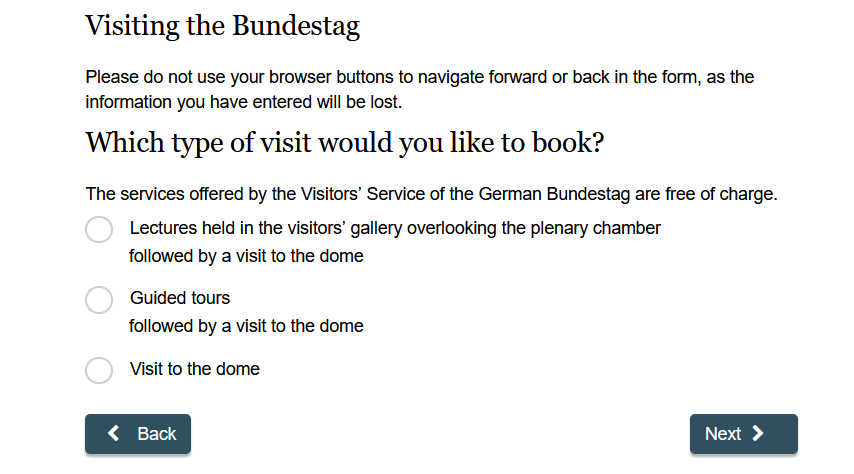 Visiting the Bundestag
Please do not use your browser buttons to navigate forward or back in the form, as the
information you have entered will be lost.
Which type of visit would you like to book?
The services offered by the Visitors’ Service of the German Bundestag are free of charge.
Lectures held in the visitors’ gallery overlooking the plenary chamber
followed by a visit to the dome
Guided tours
followed by a visit to the dome
Visit to the dome
Back
Next